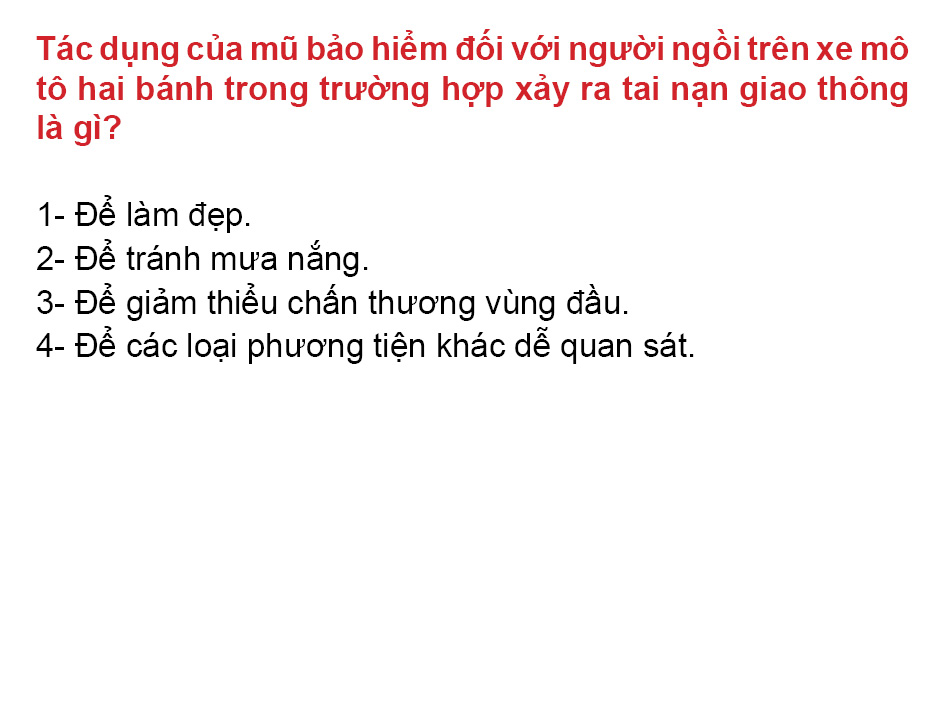 Tác dụng của mũ bảo hiểm đối với người ngồi trên xe mô
tô hai bánh trong trường hợp xảy ra tai nạn giao thông
là gì?
1- Để làm đẹp.
2- Để tránh mưa nắng.
3- Để giảm thiểu chấn thương vùng đầu.
4- Để các loại phương tiện khác dễ quan sát.